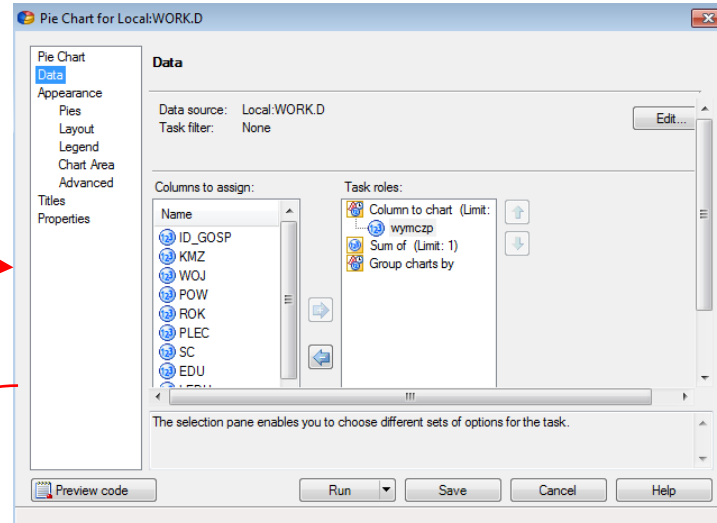 Pie Chart for Local:WORK.D
Pie Chart
Data
Appearance
Pies
Layout
Legend
Chart Area
Advanced
Titles
Properties
Data
Data source: Local:WORK.D
Task filter: None
Edit...
Columns to assign:
Name
ID_GOSP
KMZ
WOJ
POW
ROK
PLEC
SC
EDU
Task roles:
Column to chart (Limit:
wymczp
Sum of (Limit: 1)
Group charts by
The selection pane enables you to choose different sets of options for the task.
Preview code
Run
Save
Cancel
Help